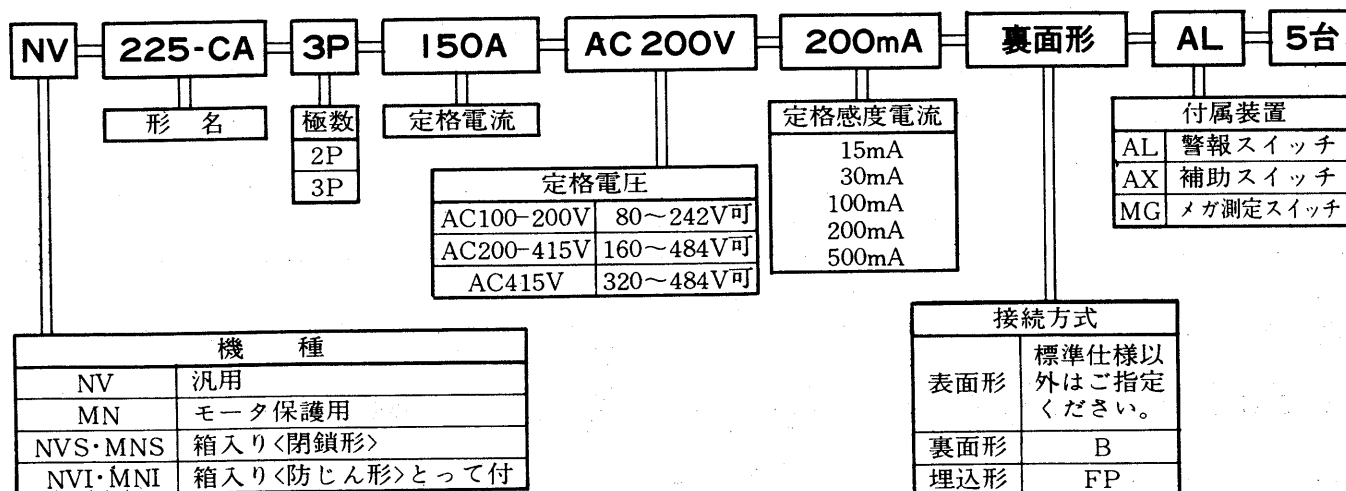 NV 225-CA 3P 150A AC 200V 200mA 裏面形 AL 5台
形 名
極数
2P
3P
定格電流
定格電圧
AC100-200V 80～242V可
AC200-415V 160～484V可
AC415V 320～484V可
定格感度電流
15mA
30mA
100mA
200mA
500mA
付属装置
AL 警報スイッチ
AX 補助スイッチ
MG メガ測定スイッチ
機 種
NV 汎用
MN モータ保護用
NVS・MNS 箱入り<閉鎖形>
NVI・MNI 箱入り<防じん形>とって付
接続方式
表面形 標準仕様以
外はご指定
ください。
裏面形 B
埋込形 FP